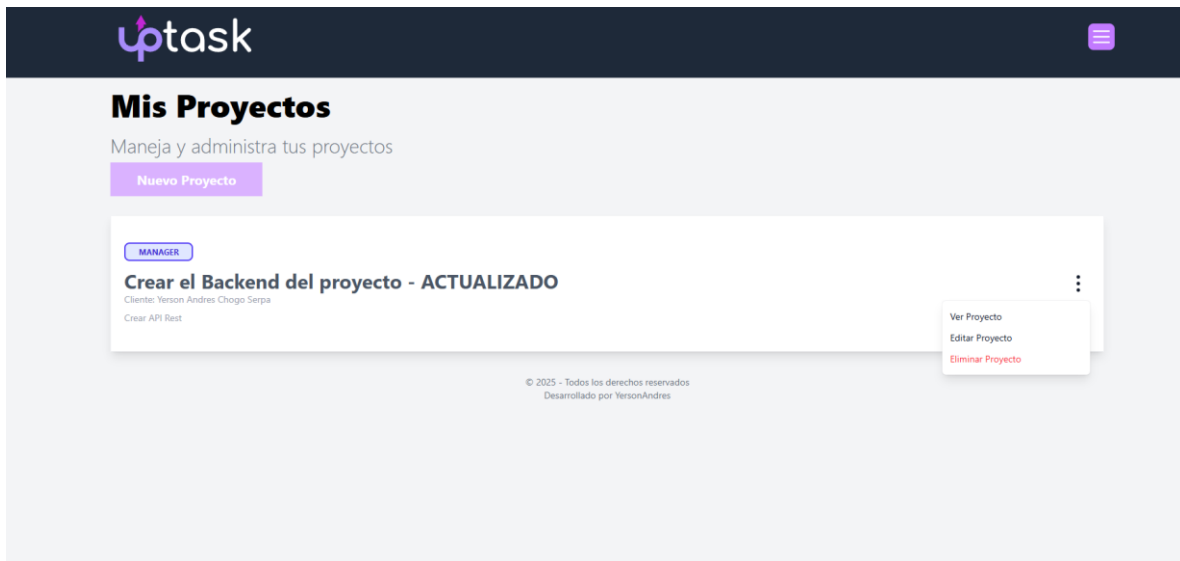 uptask
Mis Proyectos
Maneja y administra tus proyectos
Nuevo Proyecto
MANAGER
Crear el Backend del proyecto - ACTUALIZADO
Cliente: Yerson Andres Chogo Serpa
Crear API Rest
Ver Proyecto
Editar Proyecto
Eliminar Proyecto
© 2025 - Todos los derechos reservados
Desarrollado por YersonAndres